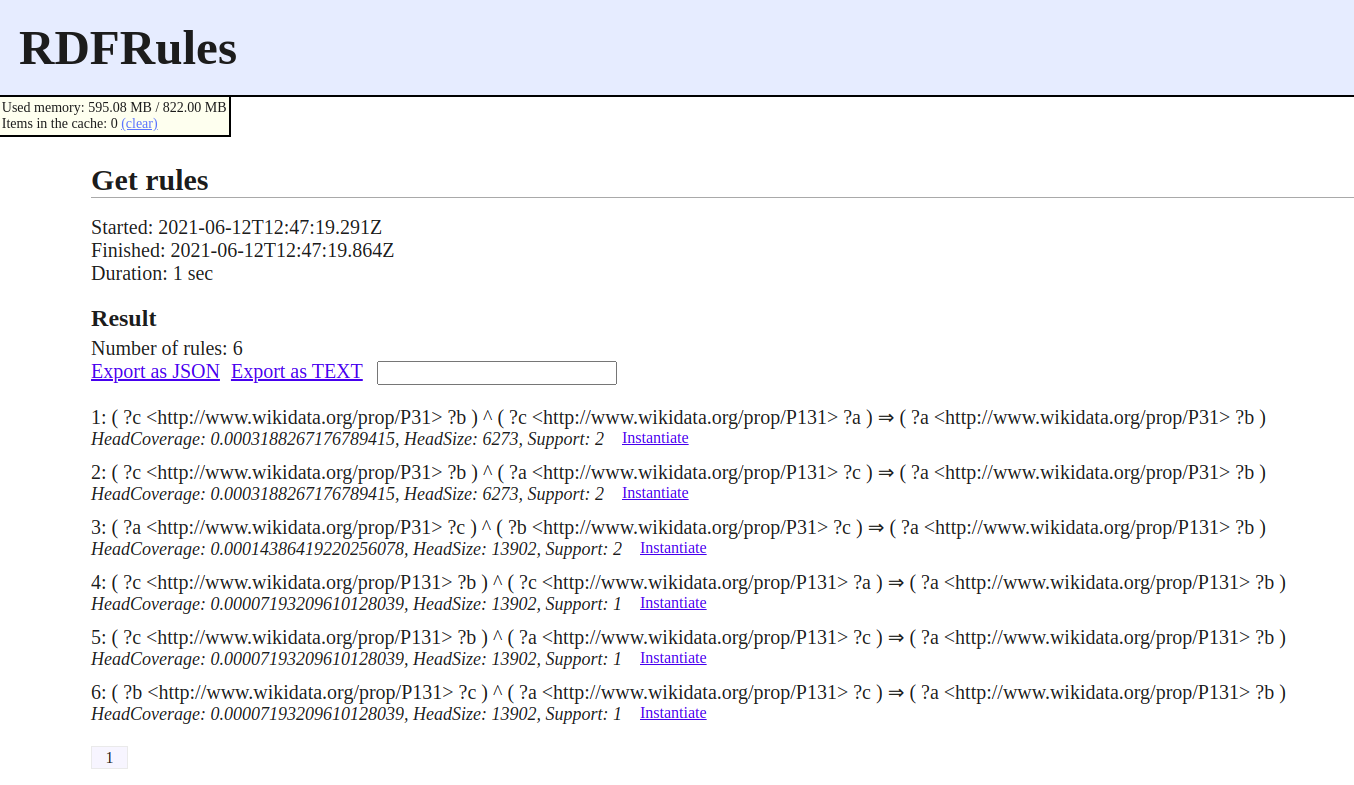 RDFRules
Used memory: 595.08 MB / 822.00 MB
Items in the cache: 0 (clear)
Get rules
Started: 2021-06-12T12:47:19.291Z
Finished: 2021-06-12T12:47:19.864Z
Duration: 1 sec
Result
Number of rules: 6
Export as JSON Export as TEXT
1: ( ?c <http://www.wikidata.org/prop/P31> ?b ) ^ ( ?c <http://www.wikidata.org/prop/P131> ?a ) ⇒ ( ?a <http://www.wikidata.org/prop/P31> ?b )
HeadCoverage: 0.0003188267176789415, HeadSize: 6273, Support: 2 Instantiate
2: ( ?c <http://www.wikidata.org/prop/P31> ?b ) ^ ( ?a <http://www.wikidata.org/prop/P131> ?c ) ⇒ ( ?a <http://www.wikidata.org/prop/P31> ?b )
HeadCoverage: 0.0003188267176789415, HeadSize: 6273, Support: 2 Instantiate
3: ( ?a <http://www.wikidata.org/prop/P31> ?c ) ^ ( ?b <http://www.wikidata.org/prop/P31> ?c ) ⇒ ( ?a <http://www.wikidata.org/prop/P131> ?b )
HeadCoverage: 0.00014386419220256078, HeadSize: 13902, Support: 2 Instantiate
4: ( ?c <http://www.wikidata.org/prop/P131> ?b ) ^ ( ?c <http://www.wikidata.org/prop/P131> ?a ) ⇒ ( ?a <http://www.wikidata.org/prop/P131> ?b )
HeadCoverage: 0.00007193209610128039, HeadSize: 13902, Support: 1 Instantiate
5: ( ?c <http://www.wikidata.org/prop/P131> ?b ) ^ ( ?a <http://www.wikidata.org/prop/P131> ?c ) ⇒ ( ?a <http://www.wikidata.org/prop/P131> ?b )
HeadCoverage: 0.00007193209610128039, HeadSize: 13902, Support: 1 Instantiate
6: ( ?b <http://www.wikidata.org/prop/P131> ?c ) ^ ( ?a <http://www.wikidata.org/prop/P131> ?c ) ⇒ ( ?a <http://www.wikidata.org/prop/P131> ?b )
HeadCoverage: 0.00007193209610128039, HeadSize: 13902, Support: 1 Instantiate
1